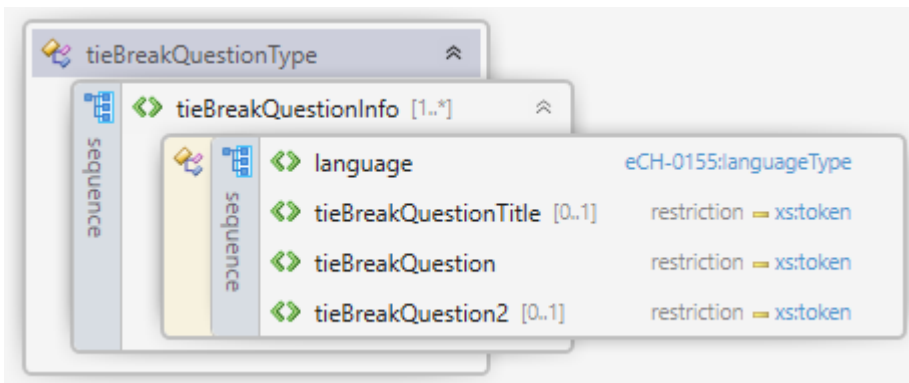 tieBreakQuestionType
tieBreakQuestionInfo [1..*]
sequence
language eCH-0155:languageType
sequence
tieBreakQuestionTitle [0..1] restriction xs:token
tieBreakQuestion restriction xs:token
tieBreakQuestion2 [0..1] restriction xs:token